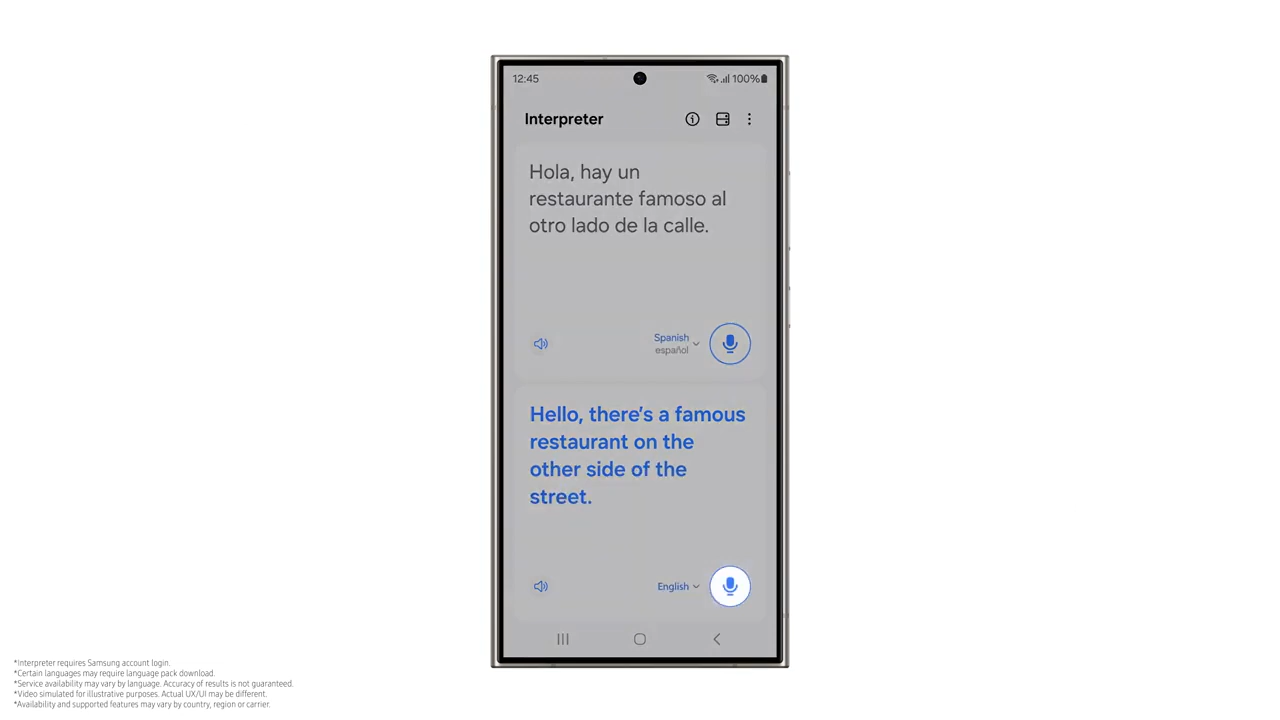 12:45
100%
Interpreter
Hola, hay un
restaurante famoso al
otro lado de la calle.
Spanish
español
Hello, there's a famous
restaurant on the
other side of the
street.
English
*Interpreter requires Samsung account login.
*Certain languages may require language pack download.
*Service availability may vary by language. Accuracy of results is not guaranteed.
*Video simulated for illustrative purposes. Actual UX/UI may be different.
*Availability and supported features may vary by country, region or carrier.